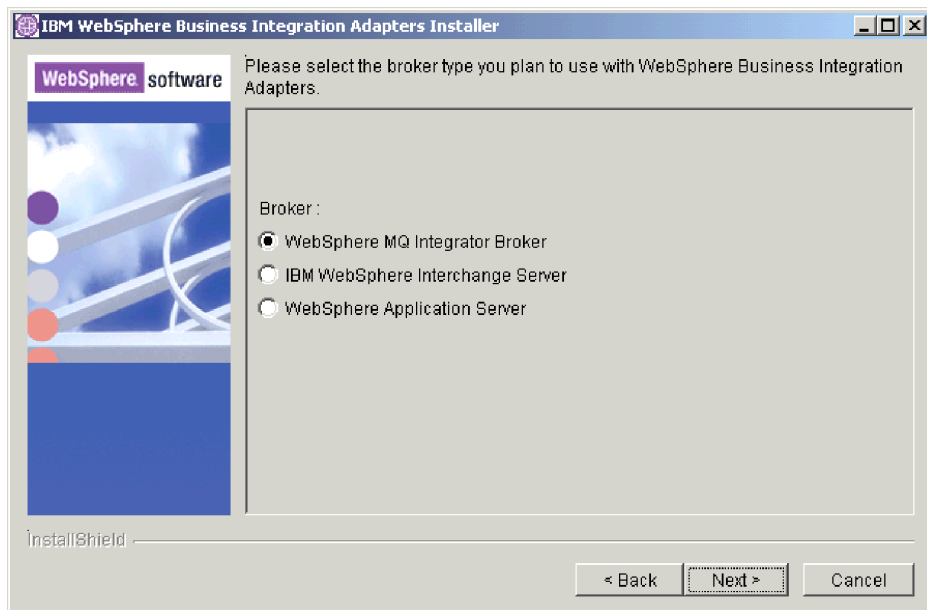 IBM WebSphere Business Integration Adapters Installer
WebSphere software
Please select the broker type you plan to use with WebSphere Business Integration
Adapters.
Broker :
WebSphere MQ Integrator Broker
IBM WebSphere Interchange Server
WebSphere Application Server
InstallShield
< Back
Next >
Cancel